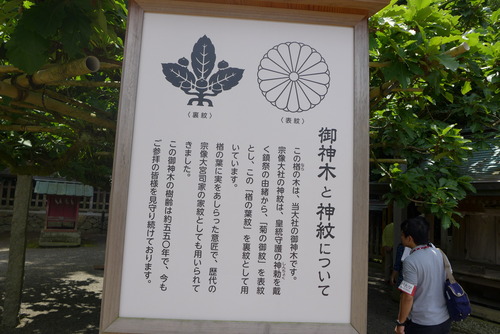 御神木と神紋について
(表紋)
(裏紋)
この楢の木は、当大社の御神木です。
宗像大社の神紋は、皇統守護の神勅を戴
く鎮祭の由緒から、「菊の御紋」を表紋
とし、この「楢の葉紋」を裏紋として用
いています。
楢の葉に実をあしらった意匠で、歴代の
宗像大宮司家の家紋としても用いられて
きました。
この御神木の樹齢は約五五〇年で、今も
ご参拝の皆様を見守り続けております。